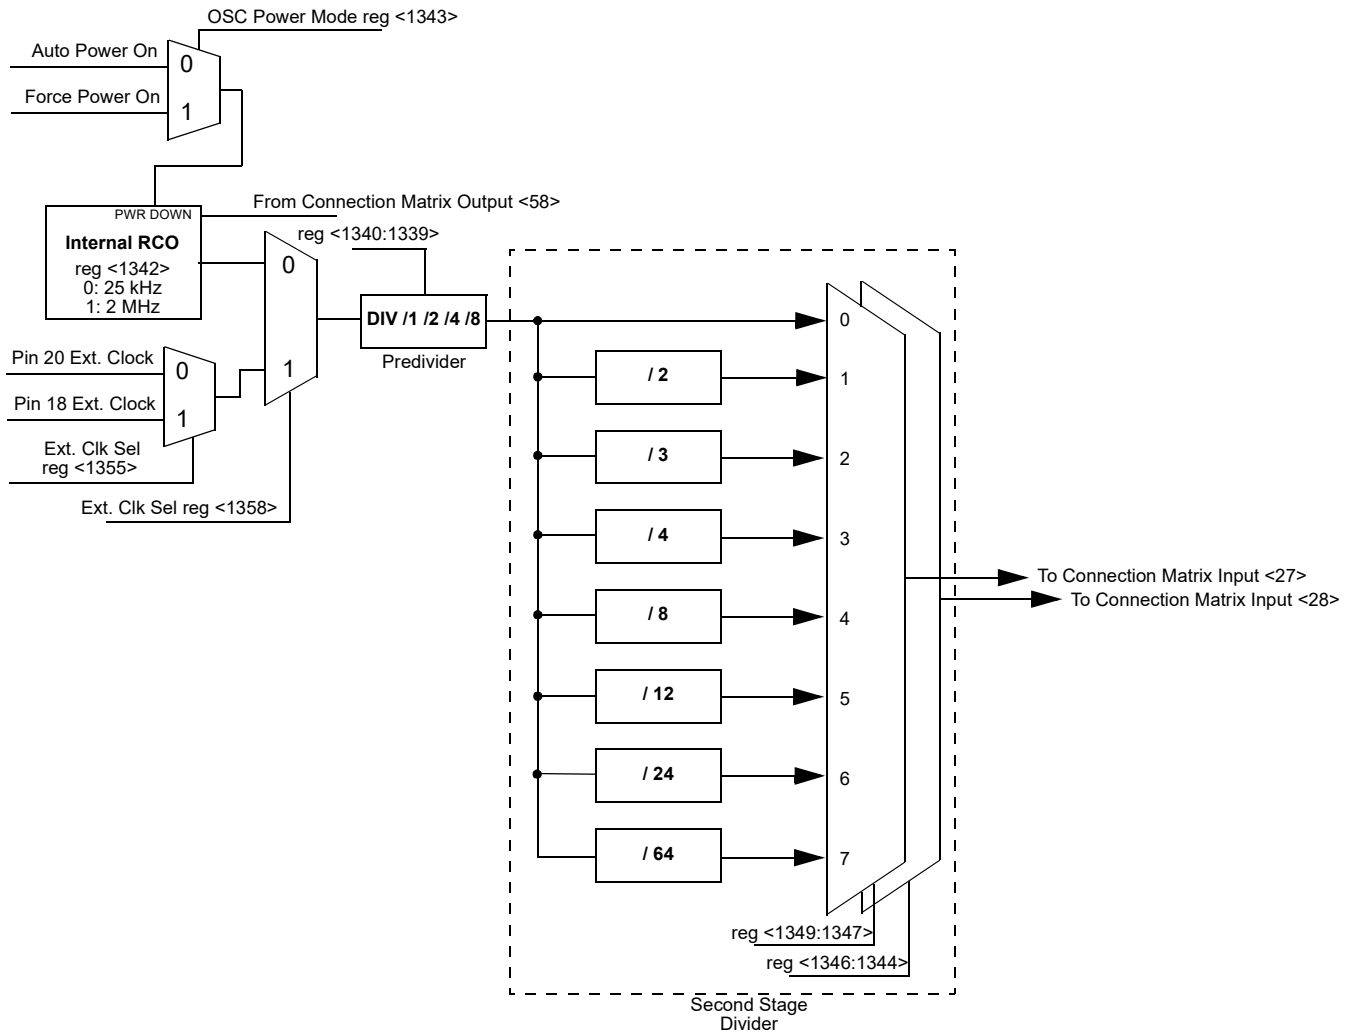 OSC Power Mode reg <1343>
Auto Power On
0
Force Power On
1
From Connection Matrix Output <58>
PWR DOWN
Internal RCO
reg <1342>
0: 25 kHz
1: 2 MHz
reg <1340:1339>
0
1
DIV /1 /2 /4 /8
Predivider
Pin 20 Ext. Clock
0
Pin 18 Ext. Clock
1
Ext. Clk Sel
reg <1355>
Ext. Clk Sel reg <1358>
0
/ 2
1
/ 3
2
/ 4
3
/ 8
4
/ 12
5
/ 24
6
/ 64
7
To Connection Matrix Input <27>
To Connection Matrix Input <28>
reg <1349:1347>
reg <1346:1344>
Second Stage
Divider